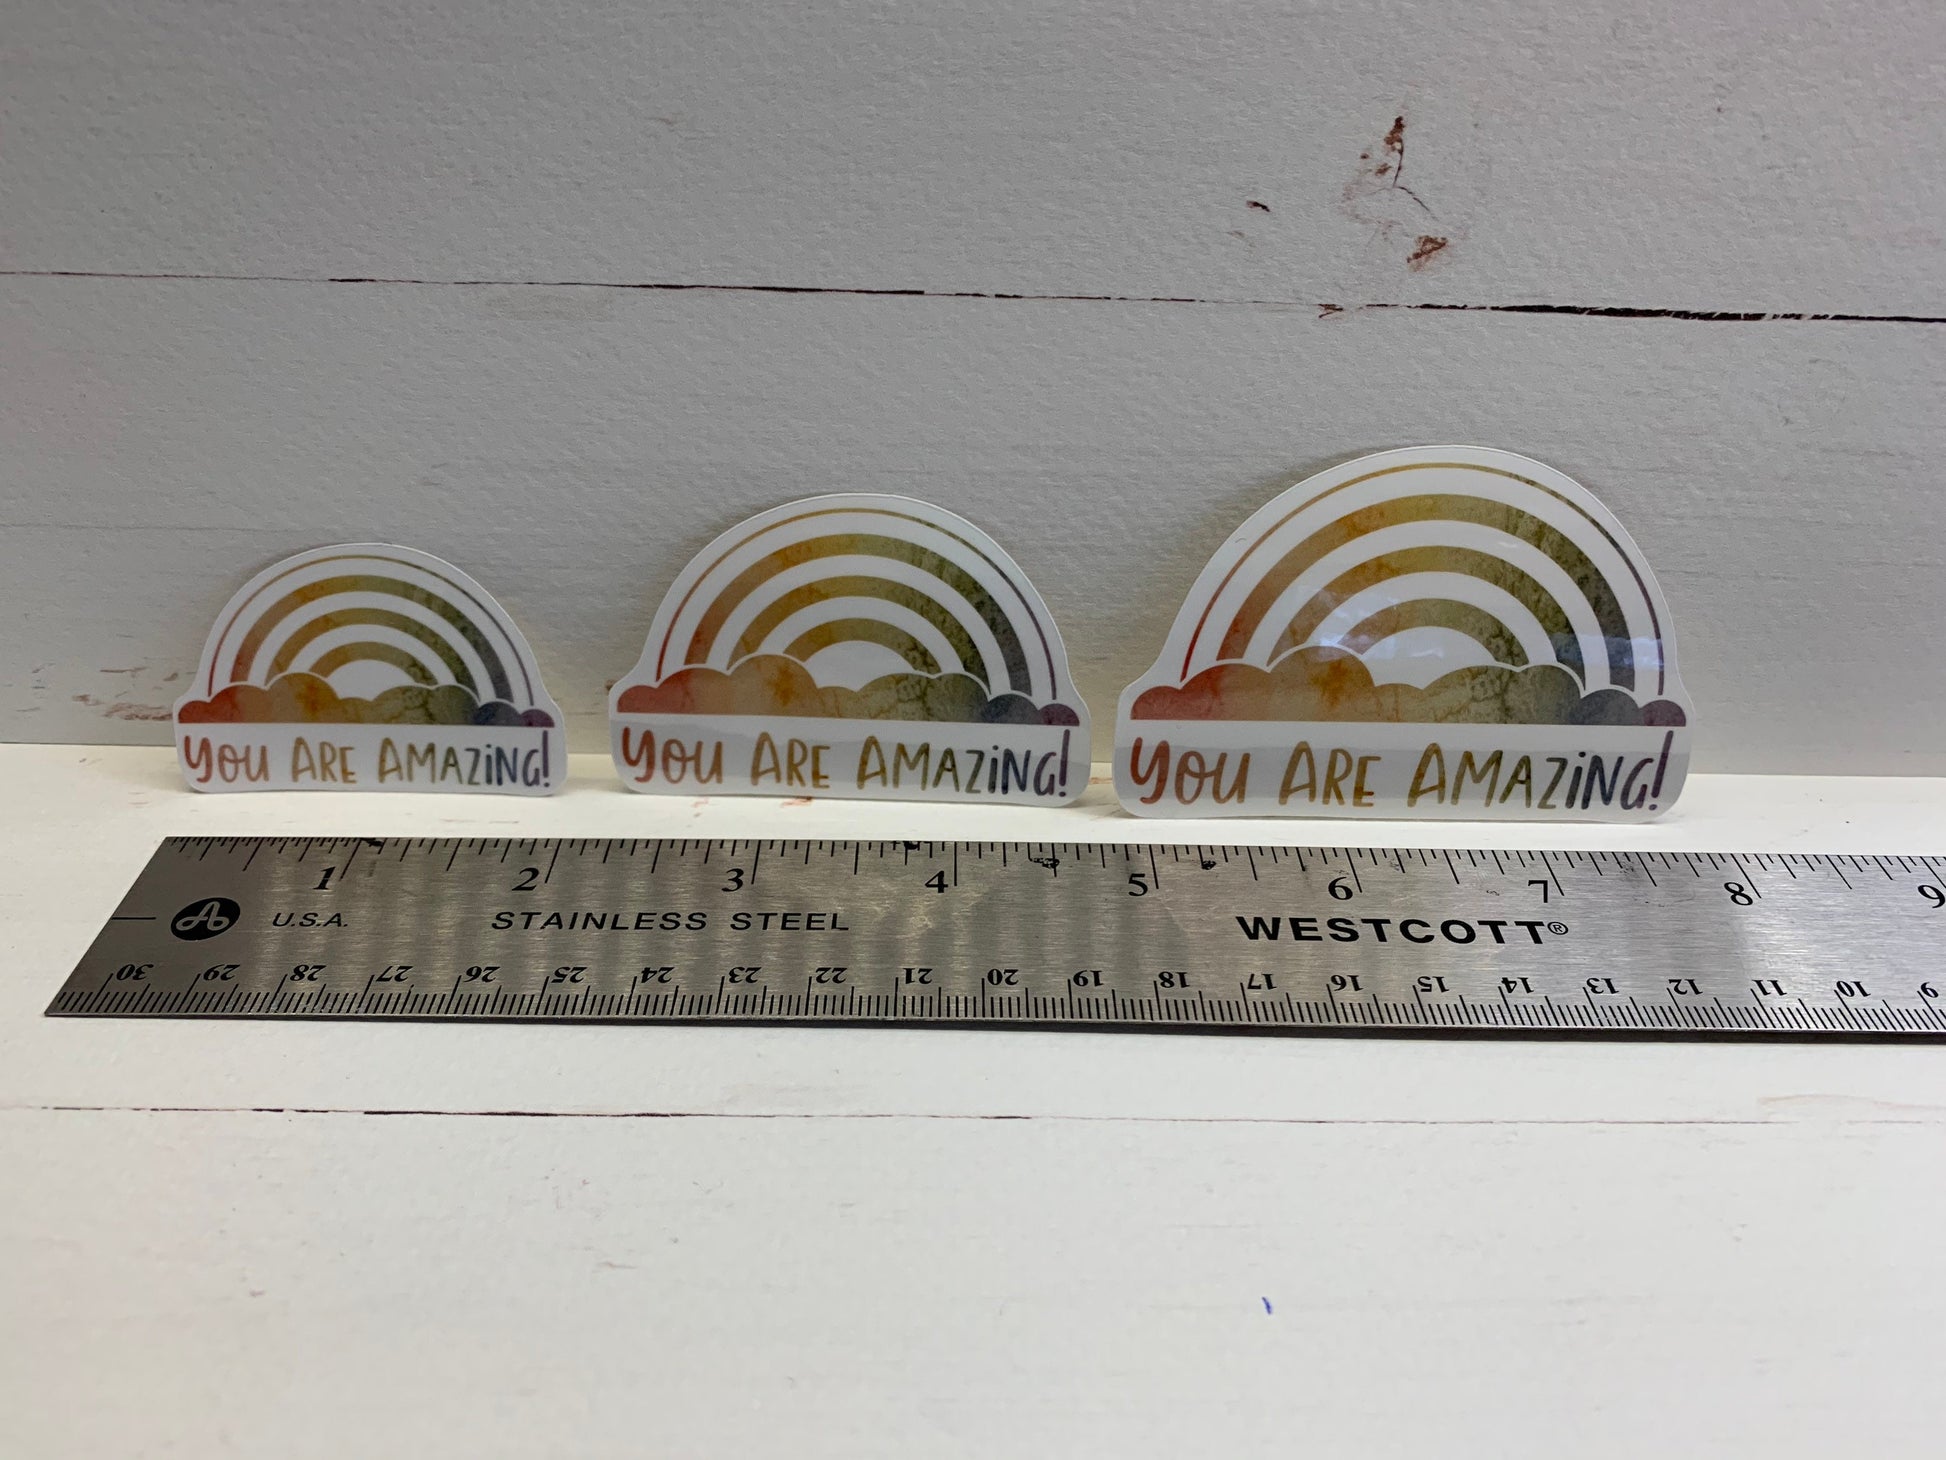 YOU ARE AMAZiNG!
YOU ARE AMAZiNG!
YOU ARE AMAZiNG!
1 2 3 4 5 6 7 8 9
U.S.A. STAINLESS STEEL WESTCOTT®
30 29 28 27 26 25 24 23 22 21 20 19 18 17 16 15 14 13 12 11 10 9